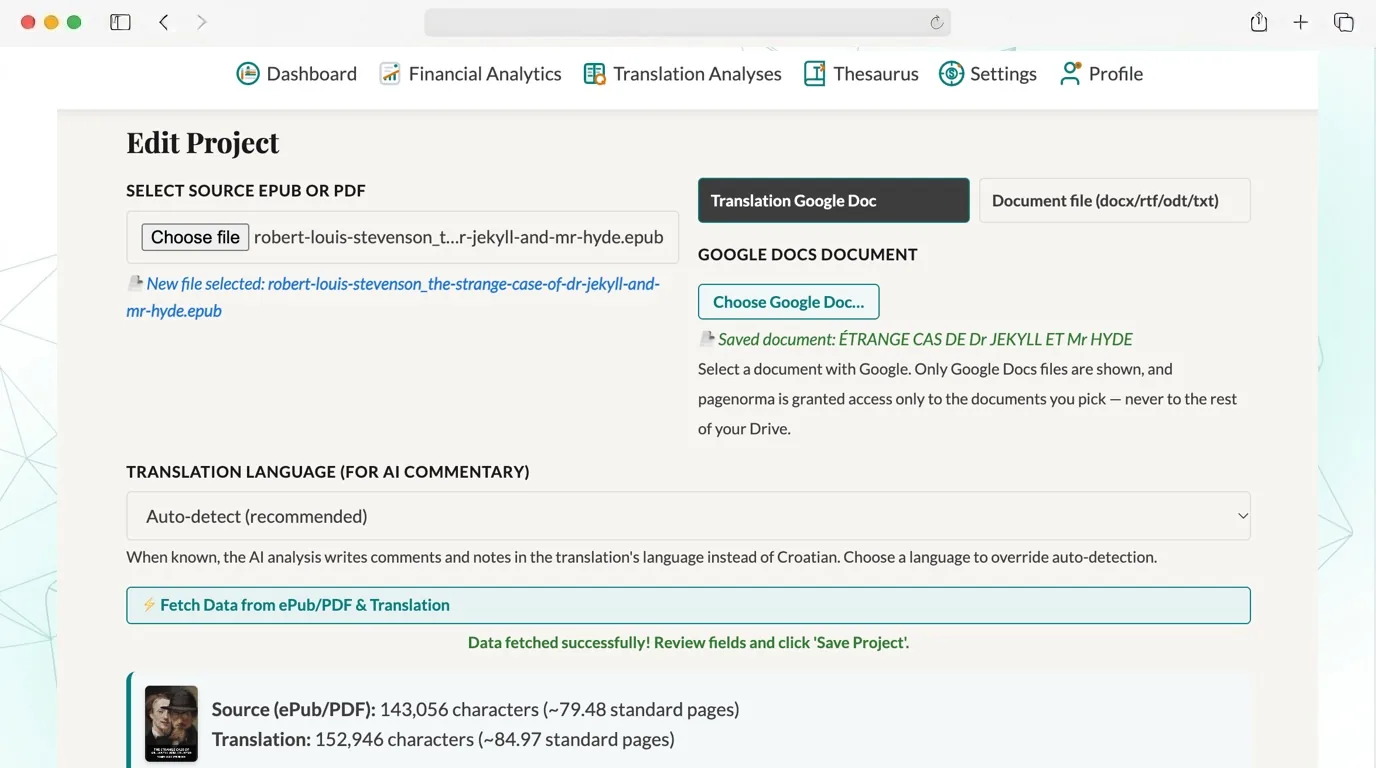 Dashboard Financial Analytics Translation Analyses Thesaurus Settings Profile
Edit Project
SELECT SOURCE EPUB OR PDF
Choose file robert-louis-stevenson_t...r-jekyll-and-mr-hyde.epub
New file selected: robert-louis-stevenson_the-strange-case-of-dr-jekyll-and-
mr-hyde.epub
Translation Google Doc
Document file (docx/rtf/odt/txt)
GOOGLE DOCS DOCUMENT
Choose Google Doc...
Saved document: ÉTRANGE CAS DE Dr JEKYLL ET Mr HYDE
Select a document with Google. Only Google Docs files are shown, and
pagenorma is granted access only to the documents you pick — never to the rest
of your Drive.
TRANSLATION LANGUAGE (FOR AI COMMENTARY)
Auto-detect (recommended)
When known, the AI analysis writes comments and notes in the translation's language instead of Croatian. Choose a language to override auto-detection.
⚡ Fetch Data from ePub/PDF & Translation
Data fetched successfully! Review fields and click 'Save Project'.
Source (ePub/PDF): 143,056 characters (~79.48 standard pages)
Translation: 152,946 characters (~84.97 standard pages)